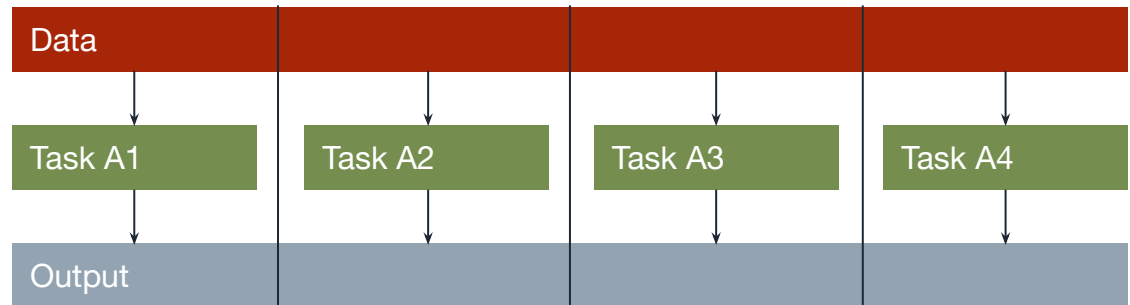 Data
Task A1
Task A2
Task A3
Task A4
Output